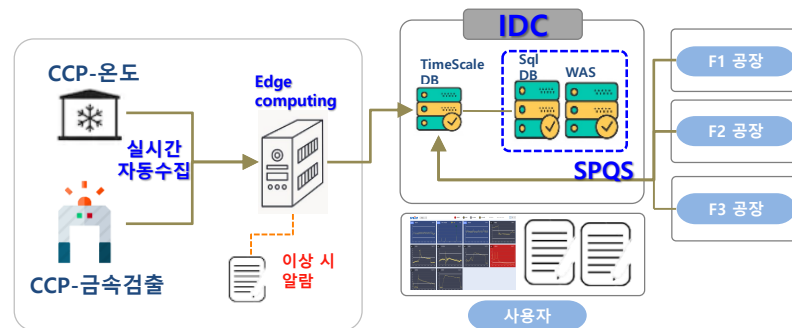 CCP-온도
실시간
자동수집
CCP-금속검출
Edge
computing
이상 시
알람
IDC
TimeScale
DB
Sql
DB
WAS
SPQS
사용자
F1 공장
F2 공장
F3 공장